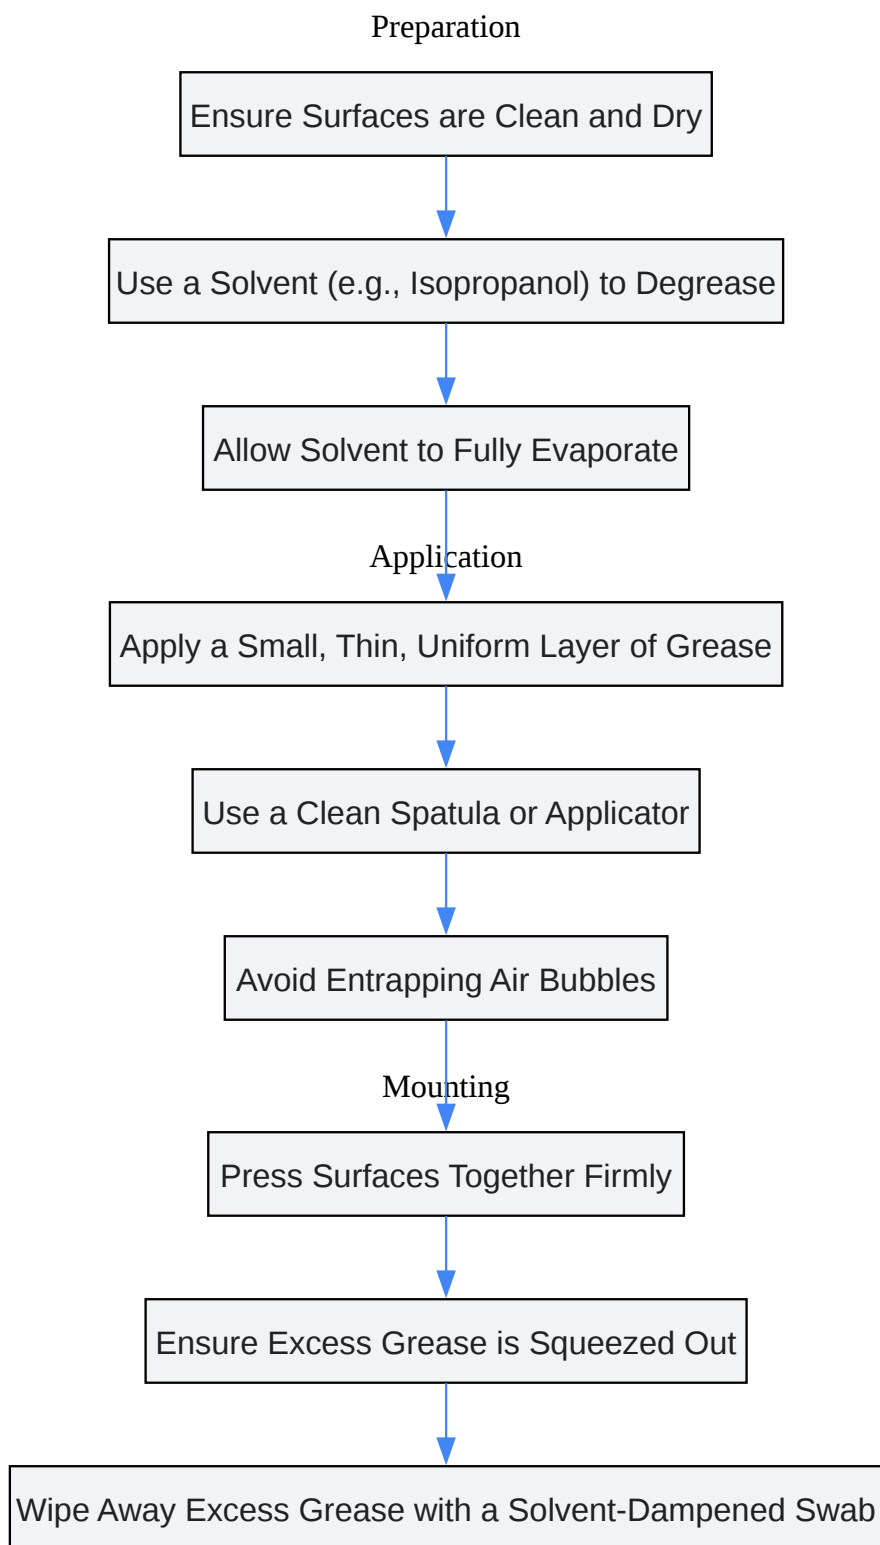 Preparation
Ensure Surfaces are Clean and Dry
Use a Solvent (e.g., Isopropanol) to Degrease
Allow Solvent to Fully Evaporate
Application
Apply a Small, Thin, Uniform Layer of Grease
Use a Clean Spatula or Applicator
Avoid Entrapping Air Bubbles
Mounting
Press Surfaces Together Firmly
Ensure Excess Grease is Squeezed Out
Wipe Away Excess Grease with a Solvent-Dampened Swab